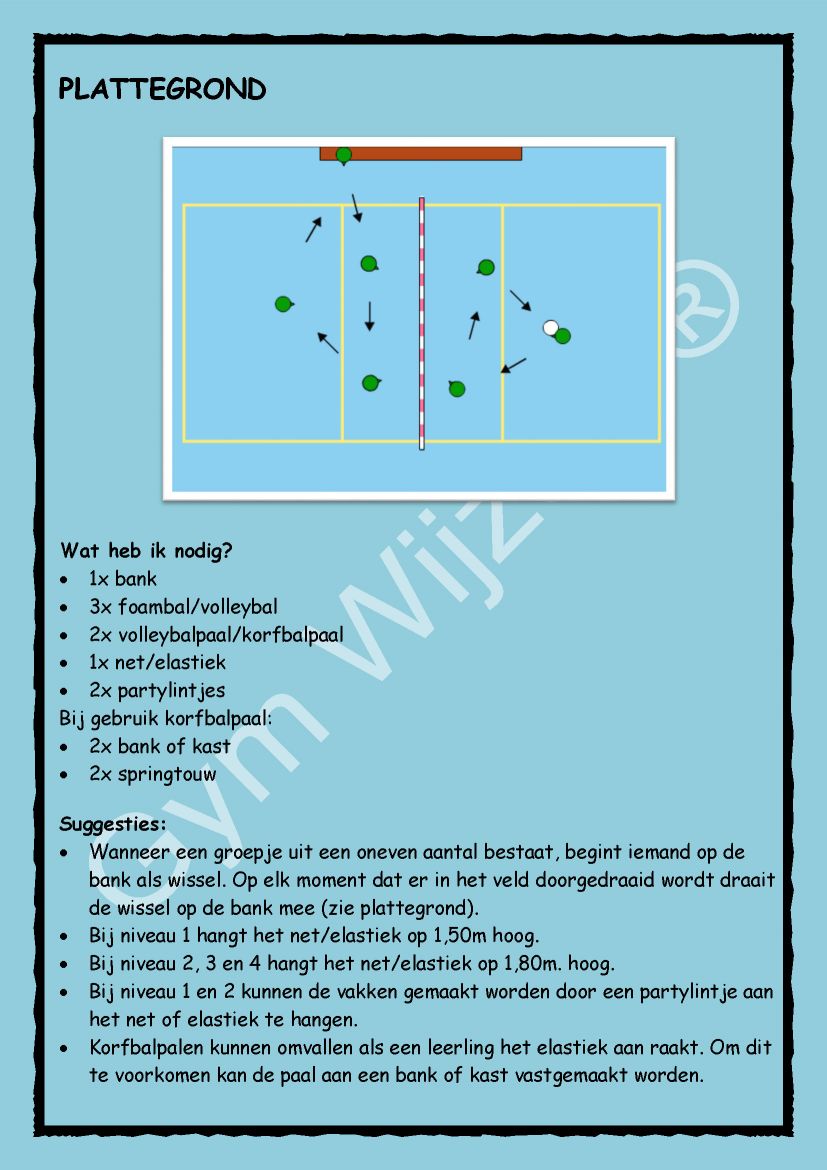 PLATTEGROND
Wat heb ik nodig?
• 1x bank
• 3x foambal/volleybal
• 2x volleybalpaal/korfbalpaal
• 1x net/elastiek
• 2x partylintjes
Bij gebruik korfbalpaal:
• 2x bank of kast
• 2x springtouw
Suggesties:
• Wanneer een groepje uit een oneven aantal bestaat, begint iemand op de
bank als wissel. Op elk moment dat er in het veld doorgedraaid wordt draait
de wissel op de bank mee (zie plattegrond).
• Bij niveau 1 hangt het net/elastiek op 1,50m hoog.
• Bij niveau 2, 3 en 4 hangt het net/elastiek op 1,80m. hoog.
• Bij niveau 1 en 2 kunnen de vakken gemaakt worden door een partylintje aan
het net of elastiek te hangen.
• Korfbalpalen kunnen omvallen als een leerling het elastiek aan raakt. Om dit
te voorkomen kan de paal aan een bank of kast vastgemaakt worden.
Gym
®